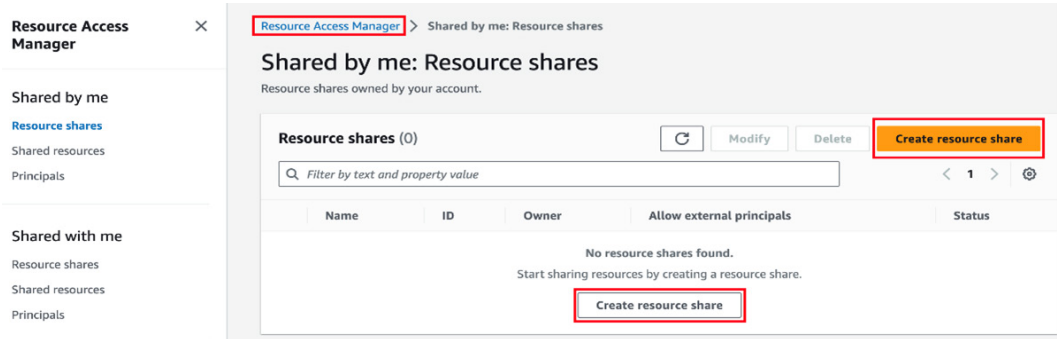 Resource Access
Manager
Shared by me
Resource shares
Shared resources
Principals
Shared with me
Resource shares
Shared resources
Principals
Resource Access Manager > Shared by me: Resource shares
Shared by me: Resource shares
Resource shares owned by your account.
Resource shares (0) Modify Delete Create resource share
Filter by text and property value < 1 >
Name ID Owner Allow external principals Status
No resource shares found.
Start sharing resources by creating a resource share.
Create resource share